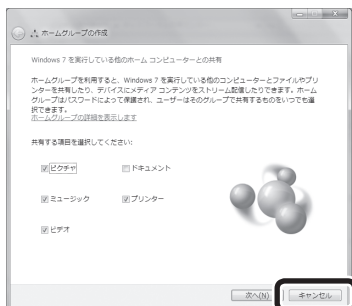 ホームグループの作成
Windows 7 を実行している他のホーム コンピューターとの共有
ホームグループを利用すると、Windows 7 を実行している他のコンピューターとファイルやプリ
ンターを共有したり、デバイスにメディア コンテンツをストリーム配信したりできます。ホーム
グループはパスワードによって保護され、ユーザーはそのグループで共有するものをいつでも選
択できます。
ホームグループの詳細を表示します
共有する項目を選択してください:
ピクチャ ドキュメント
ミュージック プリンター
ビデオ
次へ(N) キャンセル